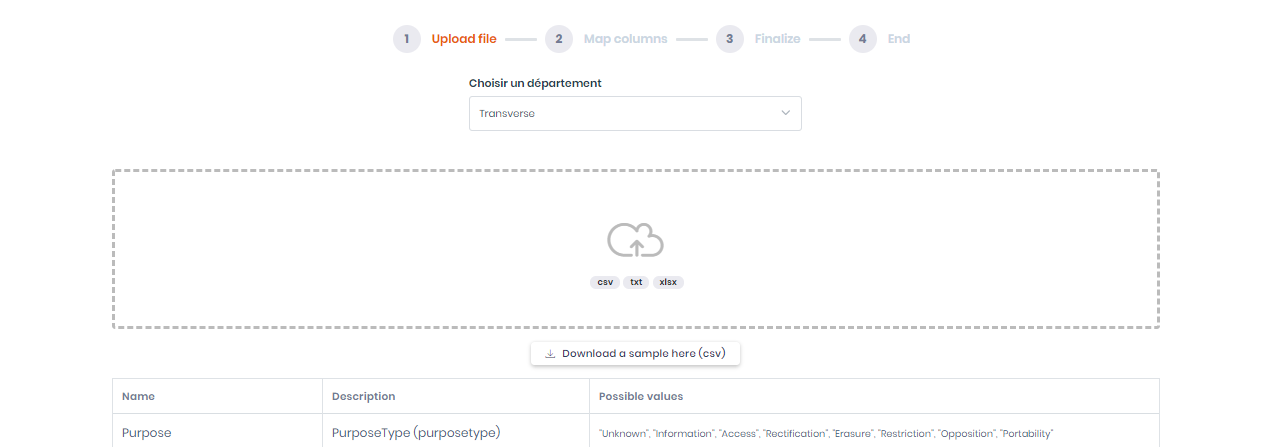 1 Upload file 2 Map columns 3 Finalize 4 End
Choisir un département
Transverse
csv txt xlsx
Download a sample here (csv)
Name Description Possible values
Purpose PurposeType (purposetype) "Unknown", "Information", "Access", "Rectification", "Erasure", "Restriction", "Opposition", "Portability"